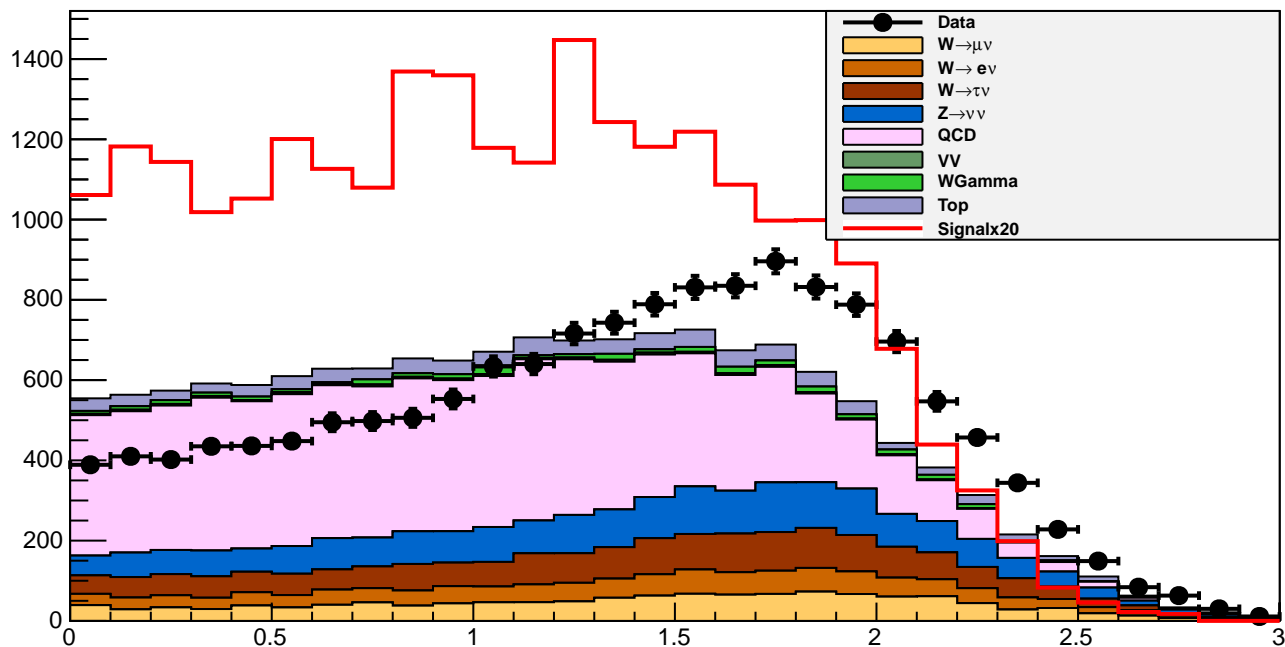 Data
W→μν
W→ eν
W→τν
Z→νν
QCD
VV
WGamma
Top
Signalx20
1400
1200
1000
800
600
400
200
0
0 0.5 1 1.5 2 2.5 3